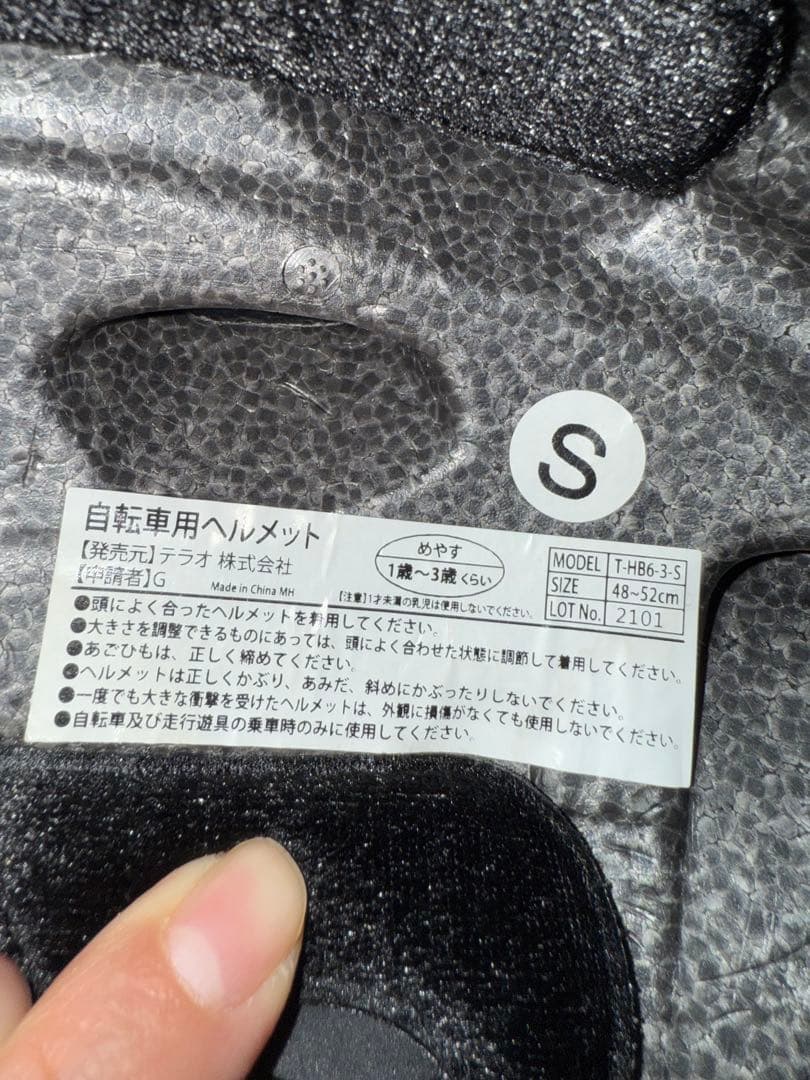 S
自転車用ヘルメット
【発売元】テラオ 株式会社
【申請者】G
Made in China MH
めやす
1歳～3歳くらい
【注意】1才未満の乳児は使用しないでください。
MODEL T-HB6-3-S
SIZE 48～52cm
LOT No. 2101
●頭によく合ったヘルメットを着用してください。
●大きさを調整できるものにあっては、頭によく合わせた状態に調節して着用してください。
●あごひもは、正しく締めてください。
●ヘルメットは正しくかぶり、あみだ、斜めにかぶったりしないでください。
●一度でも大きな衝撃を受けたヘルメットは、外観に損傷がなくても使用しないでください。
●自転車及び走行遊具の乗車時のみに使用してください。